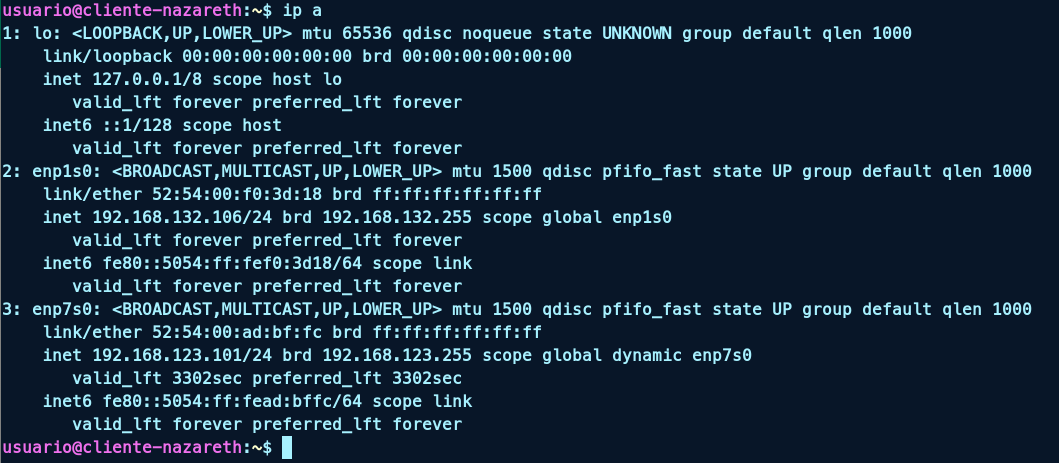 usuario@cliente-nazareth:~$ ip a
1: lo: <LOOPBACK,UP,LOWER_UP> mtu 65536 qdisc noqueue state UNKNOWN group default qlen 1000
    link/loopback 00:00:00:00:00:00 brd 00:00:00:00:00:00
    inet 127.0.0.1/8 scope host lo
       valid_lft forever preferred_lft forever
    inet6 ::1/128 scope host
       valid_lft forever preferred_lft forever
2: enp1s0: <BROADCAST,MULTICAST,UP,LOWER_UP> mtu 1500 qdisc pfifo_fast state UP group default qlen 1000
    link/ether 52:54:00:f0:3d:18 brd ff:ff:ff:ff:ff:ff
    inet 192.168.132.106/24 brd 192.168.132.255 scope global enp1s0
       valid_lft forever preferred_lft forever
    inet6 fe80::5054:ff:fef0:3d18/64 scope link
       valid_lft forever preferred_lft forever
3: enp7s0: <BROADCAST,MULTICAST,UP,LOWER_UP> mtu 1500 qdisc pfifo_fast state UP group default qlen 1000
    link/ether 52:54:00:ad:bf:fc brd ff:ff:ff:ff:ff:ff
    inet 192.168.123.101/24 brd 192.168.123.255 scope global dynamic enp7s0
       valid_lft 3302sec preferred_lft 3302sec
    inet6 fe80::5054:ff:fead:bffc/64 scope link
       valid_lft forever preferred_lft forever
usuario@cliente-nazareth:~$